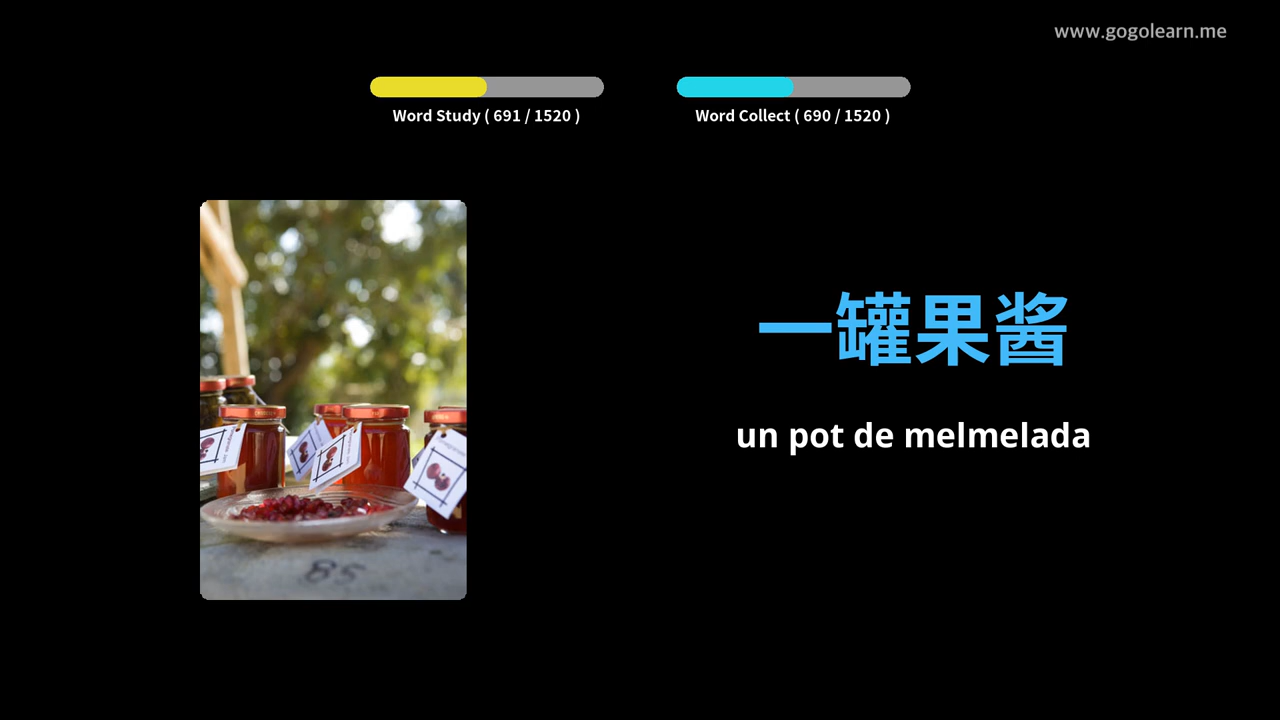 www.gogolearn.me
Word Study ( 691 / 1520 )
Word Collect ( 690 / 1520 )
一罐果酱
un pot de melmelada
85